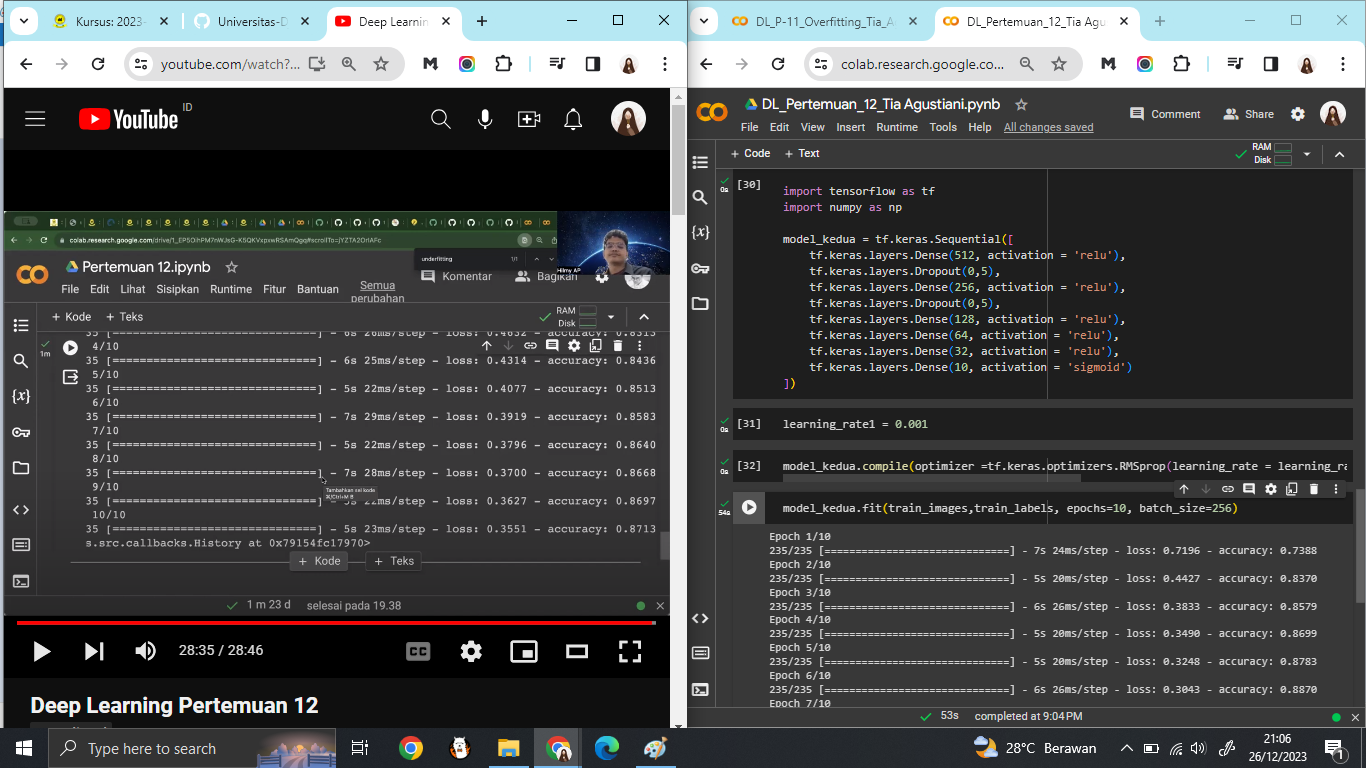 Kursus: 2023-
Universitas-D
Deep Learning
youtube.com/watch?...
YouTube
ID
colab.research.google.com/drive/1_EP5OIhPM7nWJsG-K5QKVxpxwRSAmQgq#scrollTo=jYZTA2OrIAFc
underfitting
1/1
Hilmy AP
Pertemuan 12.ipynb
Komentar
Bagikan
File Edit Lihat Sisipkan Runtime Fitur Bantuan Semua perubahan
+ Kode + Teks
RAM
Disk
1m
35 [==============================] - 6s 26ms/step - loss: 0.4632 - accuracy: 0.8313
4/10
35 [==============================] - 6s 25ms/step - loss: 0.4314 - accuracy: 0.8436
5/10
35 [==============================] - 5s 22ms/step - loss: 0.4077 - accuracy: 0.8513
6/10
35 [==============================] - 7s 29ms/step - loss: 0.3919 - accuracy: 0.8583
7/10
35 [==============================] - 5s 22ms/step - loss: 0.3796 - accuracy: 0.8640
8/10
35 [==============================] - 7s 28ms/step - loss: 0.3700 - accuracy: 0.8668
9/10
Tambahkan sel kode
⌘/Ctrl+M B
35 [==============================] - 5s 22ms/step - loss: 0.3627 - accuracy: 0.8697
10/10
35 [==============================] - 5s 23ms/step - loss: 0.3551 - accuracy: 0.8713
s.src.callbacks.History at 0x79154fc17970>
+ Kode + Teks
1 m 23 d selesai pada 19.38
28:35 / 28:46
CC
Deep Learning Pertemuan 12
DL_P-11_Overfitting_Tia_A
DL_Pertemuan_12_Tia Agu
colab.research.google.co...
DL_Pertemuan_12_Tia Agustiani.ipynb
Comment
Share
File Edit View Insert Runtime Tools Help All changes saved
+ Code + Text
RAM
Disk
0s
[30]
import tensorflow as tf
import numpy as np
model_kedua = tf.keras.Sequential([
tf.keras.layers.Dense(512, activation = 'relu'),
tf.keras.layers.Dropout(0,5),
tf.keras.layers.Dense(256, activation = 'relu'),
tf.keras.layers.Dropout(0,5),
tf.keras.layers.Dense(128, activation = 'relu'),
tf.keras.layers.Dense(64, activation = 'relu'),
tf.keras.layers.Dense(32, activation = 'relu'),
tf.keras.layers.Dense(10, activation = 'sigmoid')
])
0s
[31] learning_rate1 = 0.001
0s
[32] model_kedua.compile(optimizer =tf.keras.optimizers.RMSprop(learning_rate = learning_ra
54s
model_kedua.fit(train_images,train_labels, epochs=10, batch_size=256)
Epoch 1/10
235/235 [==============================] - 7s 24ms/step - loss: 0.7196 - accuracy: 0.7388
Epoch 2/10
235/235 [==============================] - 5s 20ms/step - loss: 0.4427 - accuracy: 0.8370
Epoch 3/10
235/235 [==============================] - 6s 26ms/step - loss: 0.3833 - accuracy: 0.8579
Epoch 4/10
235/235 [==============================] - 5s 20ms/step - loss: 0.3490 - accuracy: 0.8699
Epoch 5/10
235/235 [==============================] - 5s 20ms/step - loss: 0.3248 - accuracy: 0.8783
Epoch 6/10
235/235 [==============================] - 6s 26ms/step - loss: 0.3043 - accuracy: 0.8870
Epoch 7/10
53s completed at 9:04 PM
Type here to search
28°C Berawan
21:06
26/12/2023
1